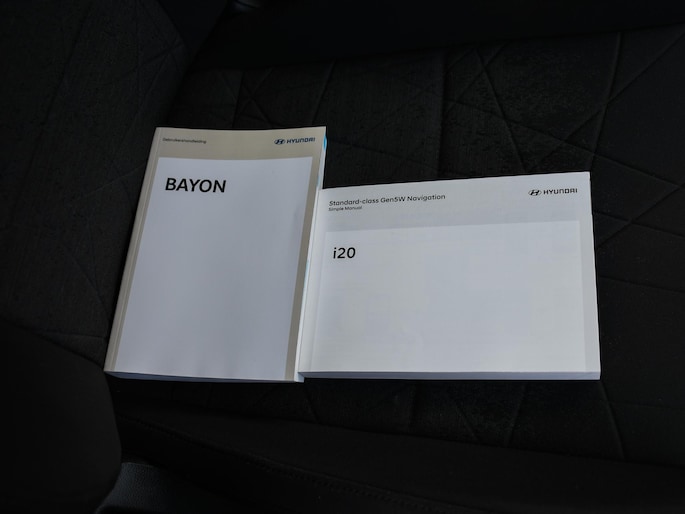 Gebruikershandleiding
HYUNDAI
BAYON
HYUNDAI
Standard-class Gen5W Navigation
Simple Manual
i20